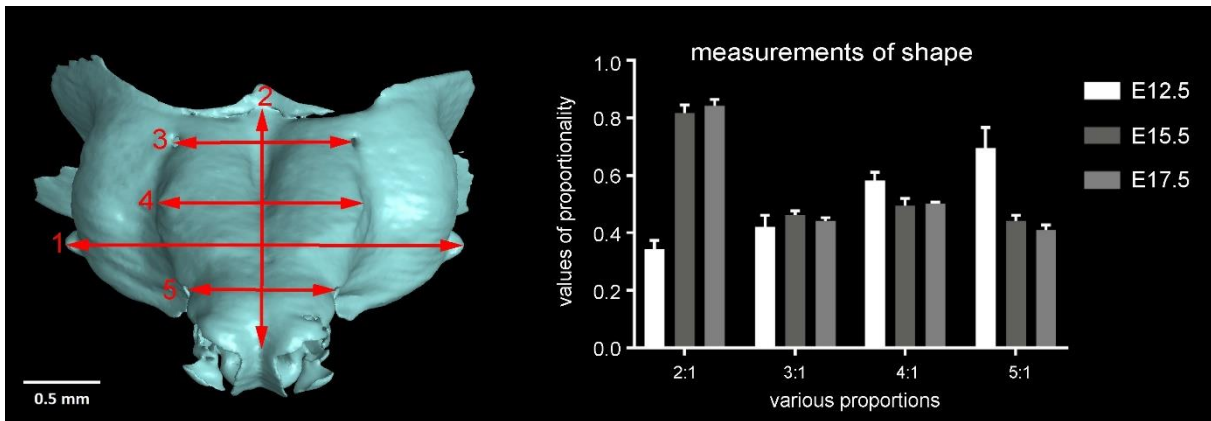 2
3
4
1
5
0.5 mm
measurements of shape
values of proportionality
1.0
0.8
0.6
0.4
0.2
0.0
2:1 3:1 4:1 5:1
various proportions
E12.5
E15.5
E17.5